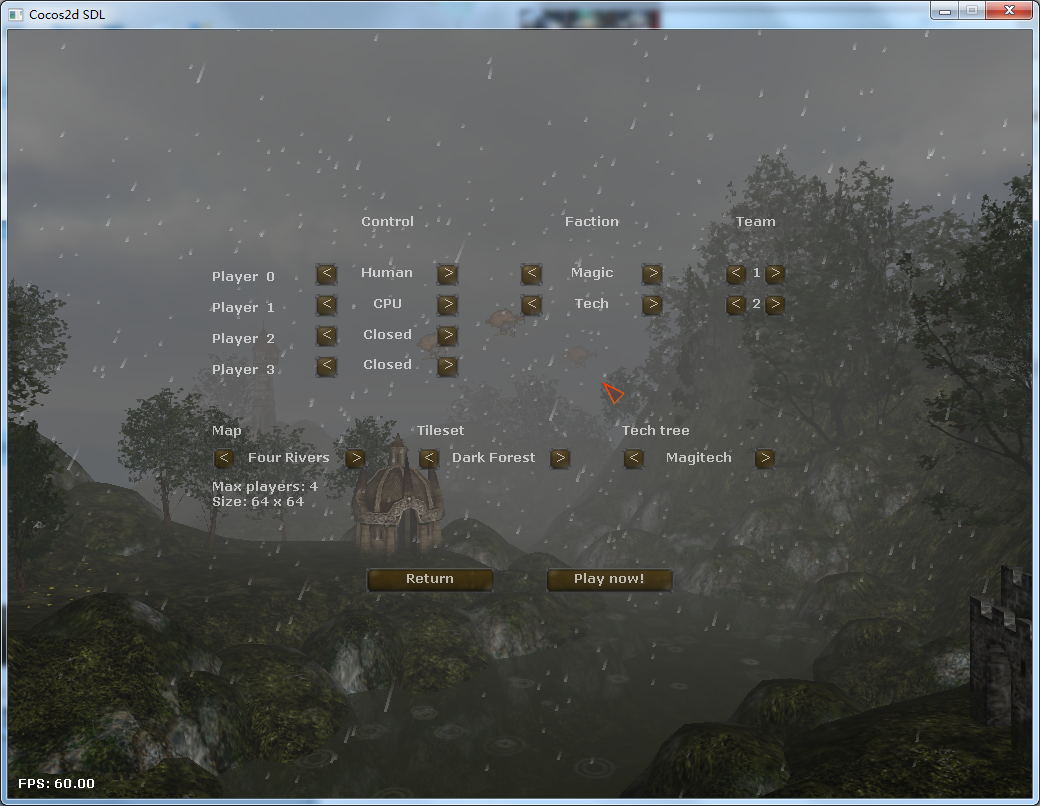 Cocos2d SDL
Control Faction Team
Player 0 < Human > < Magic > < 1 >
Player 1 < CPU > < Tech > < 2 >
Player 2 < Closed >
Player 3 < Closed >
Map Tileset Tech tree
< Four Rivers > < Dark Forest > < Magitech >
Max players: 4
Size: 64 x 64
Return Play now!
FPS: 60.00